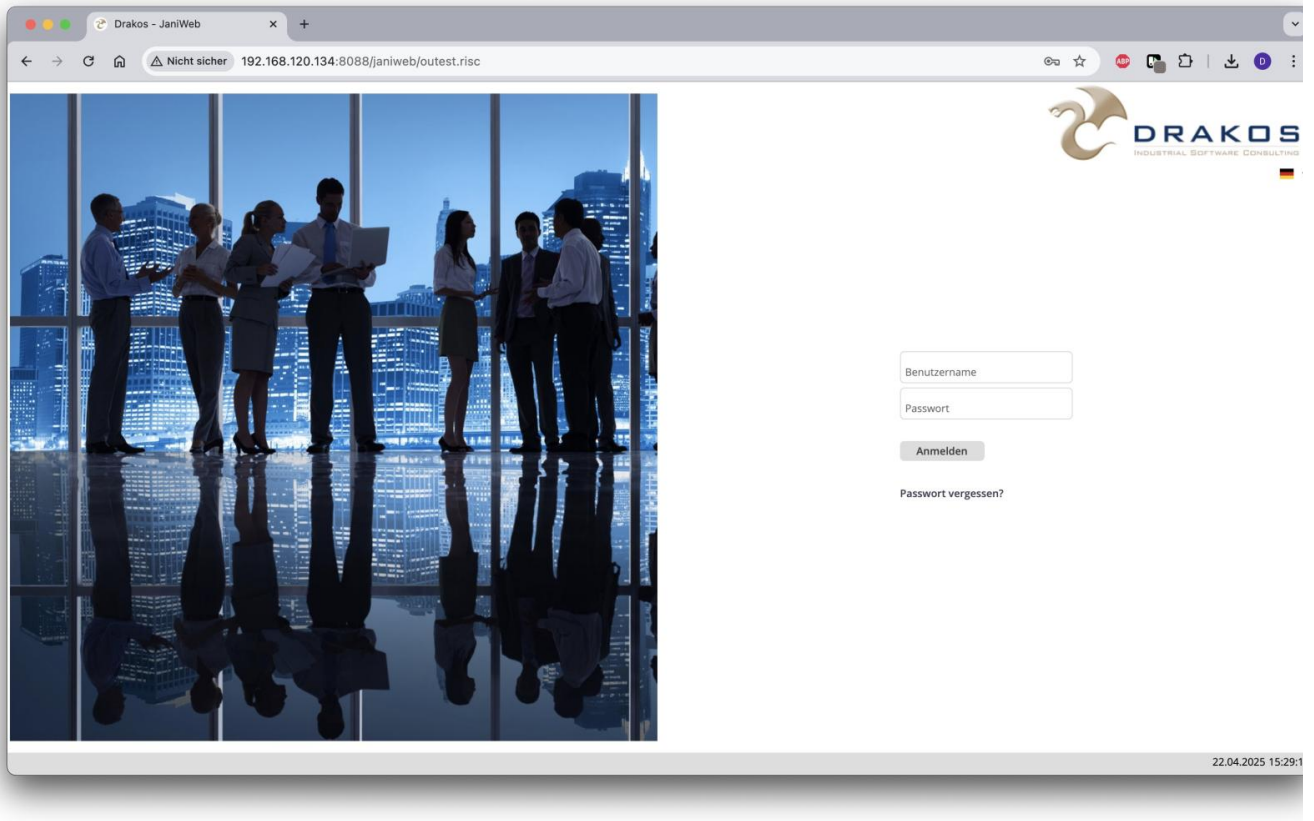 Drakos - JaniWeb
Nicht sicher 192.168.120.134:8088/janiweb/outest.risc
ABP
D
DRAKOS
INDUSTRIAL SOFTWARE CONSULTING
Benutzername
Passwort
Anmelden
Passwort vergessen?
22.04.2025 15:29:1